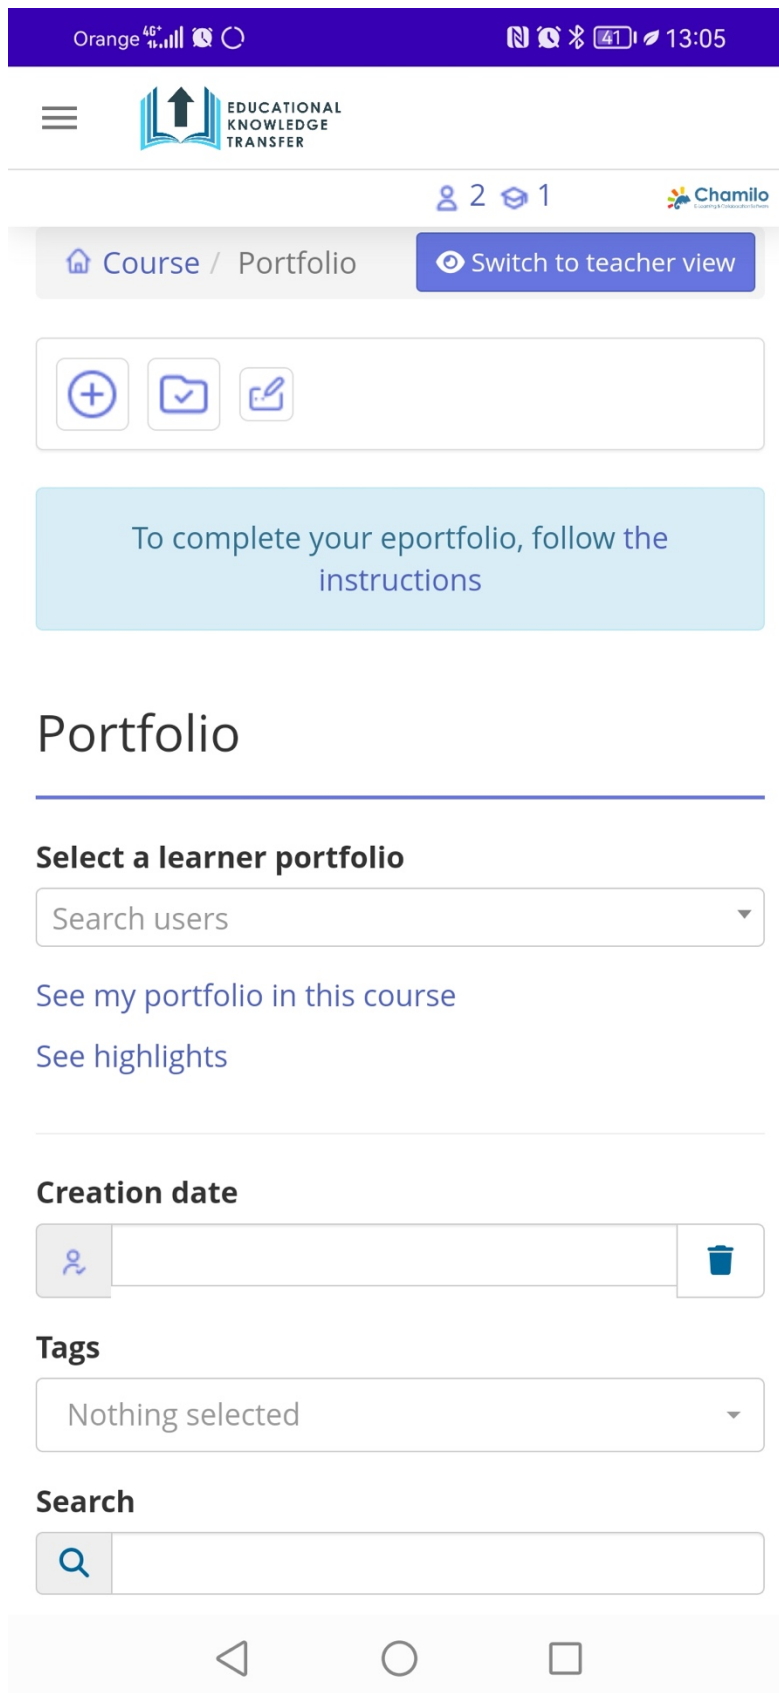 Orange 4G+ 41 13:05
EDUCATIONAL
KNOWLEDGE
TRANSFER
2 1 Chamilo
Course / Portfolio Switch to teacher view
To complete your eportfolio, follow the
instructions
Portfolio
Select a learner portfolio
Search users
See my portfolio in this course
See highlights
Creation date
Tags
Nothing selected
Search